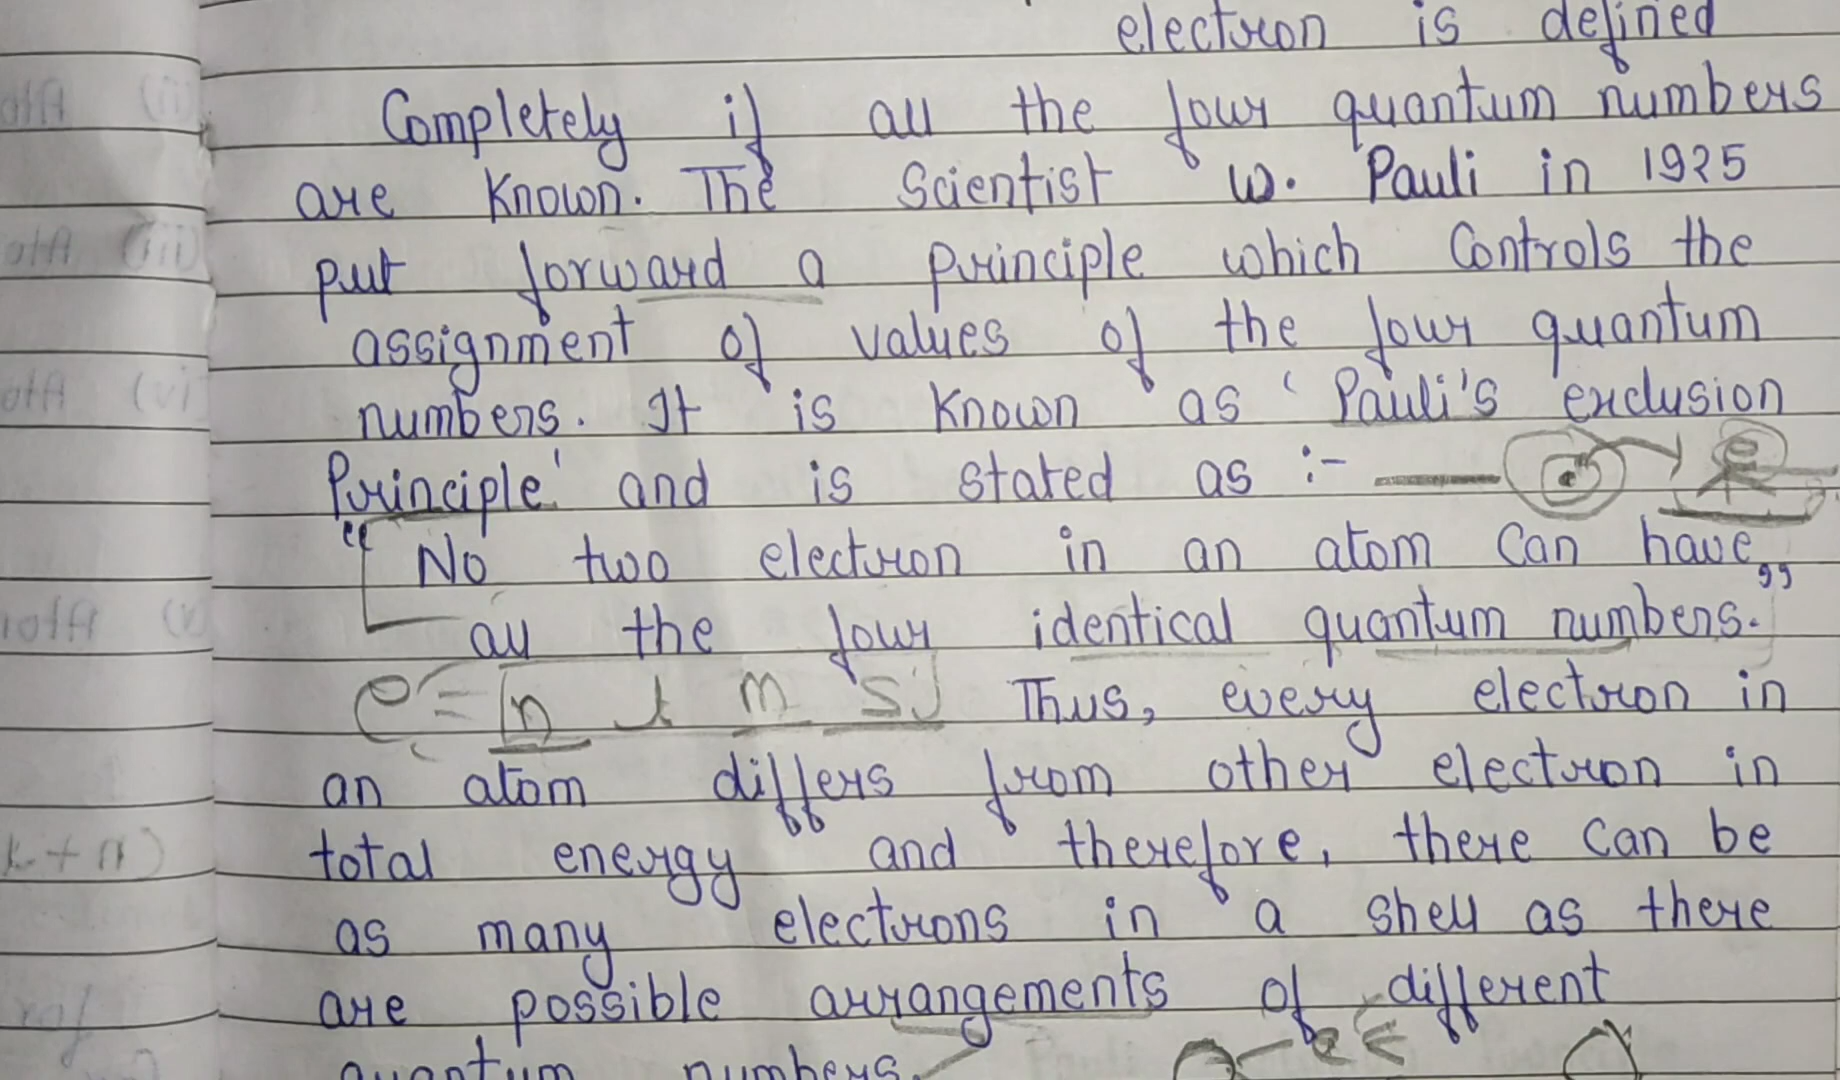 electron is defined
Completely if all the four quantum numbers
are Known. The Scientist W. Pauli in 1925
put forward a Principle which Controls the
assignment of values of the four quantum
numbers. It is Known as 'Pauli's exclusion
Principle' and is stated as :-
"No two electron in an atom Can have
all the four identical quantum numbers."
e = n l m s Thus, every electron in
an atom differs from other electron in
total energy and therefore, there Can be
as many electrons in a shell as there
are possible arrangements of different
quantum numbers.